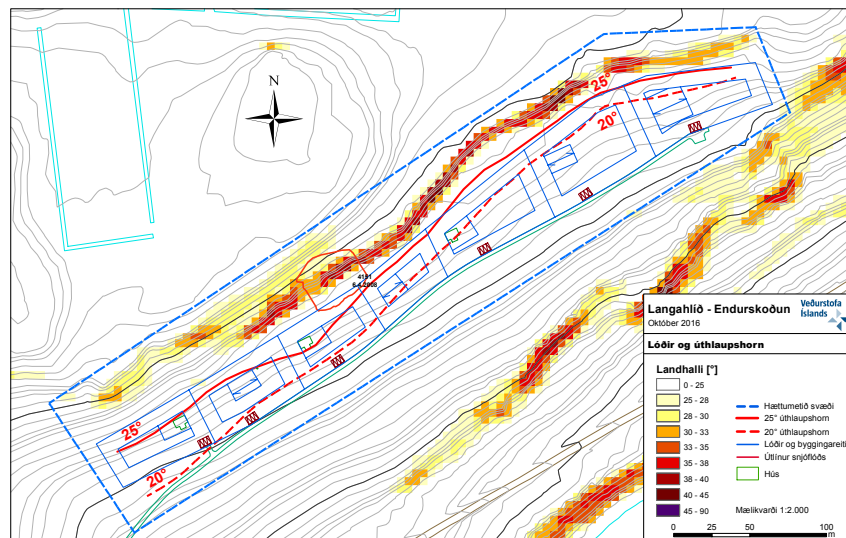 N
25°
20°
4191
6.4.2008
25°
20°
Langahlíð - Endurskoðun
Október 2016
Veðurstofa
Íslands
Lóðir og úthlaupshorn
Landhalli [°]
0 - 25
25 - 28
28 - 30
30 - 33
33 - 35
35 - 38
38 - 40
40 - 45
45 - 90
Hættumetið svæði
25° úthlaupshorn
20° úthlaupshorn
Lóðir og byggingareiti
Útlínur snjóflóðs
Hús
Mælikvarði 1:2.000
0 50 100
m